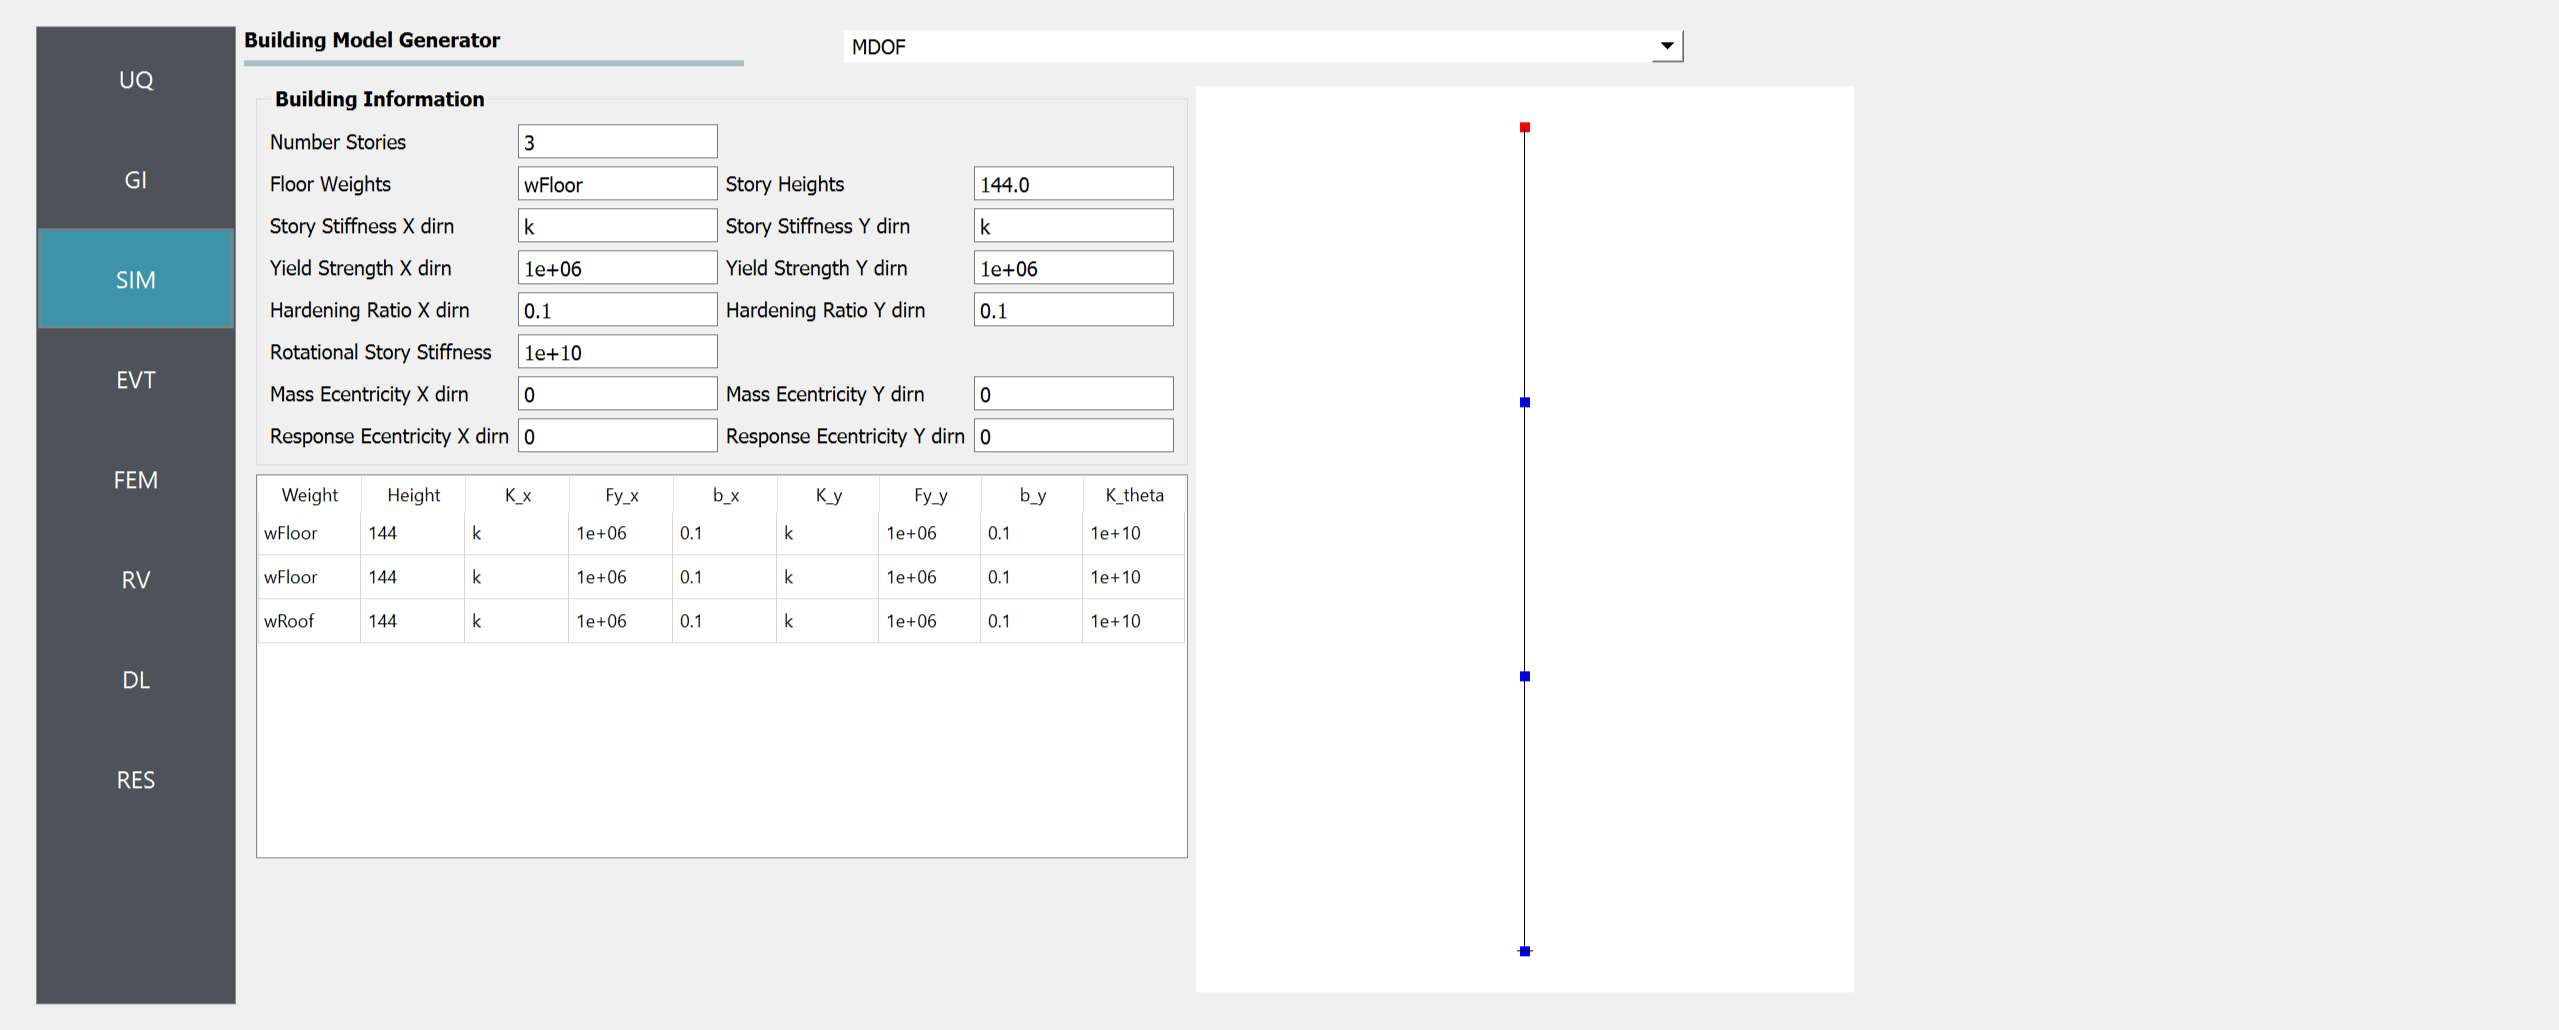 UQ
GI
SIM
EVT
FEM
RV
DL
RES
Building Model Generator
MDOF
Building Information
Number Stories 3
Floor Weights wFloor Story Heights 144.0
Story Stiffness X dirn k Story Stiffness Y dirn k
Yield Strength X dirn 1e+06 Yield Strength Y dirn 1e+06
Hardening Ratio X dirn 0.1 Hardening Ratio Y dirn 0.1
Rotational Story Stiffness 1e+10
Mass Ecentricity X dirn 0 Mass Ecentricity Y dirn 0
Response Ecentricity X dirn 0 Response Ecentricity Y dirn 0
Weight Height K_x Fy_x b_x K_y Fy_y b_y K_theta
wFloor 144 k 1e+06 0.1 k 1e+06 0.1 1e+10
wFloor 144 k 1e+06 0.1 k 1e+06 0.1 1e+10
wRoof 144 k 1e+06 0.1 k 1e+06 0.1 1e+10